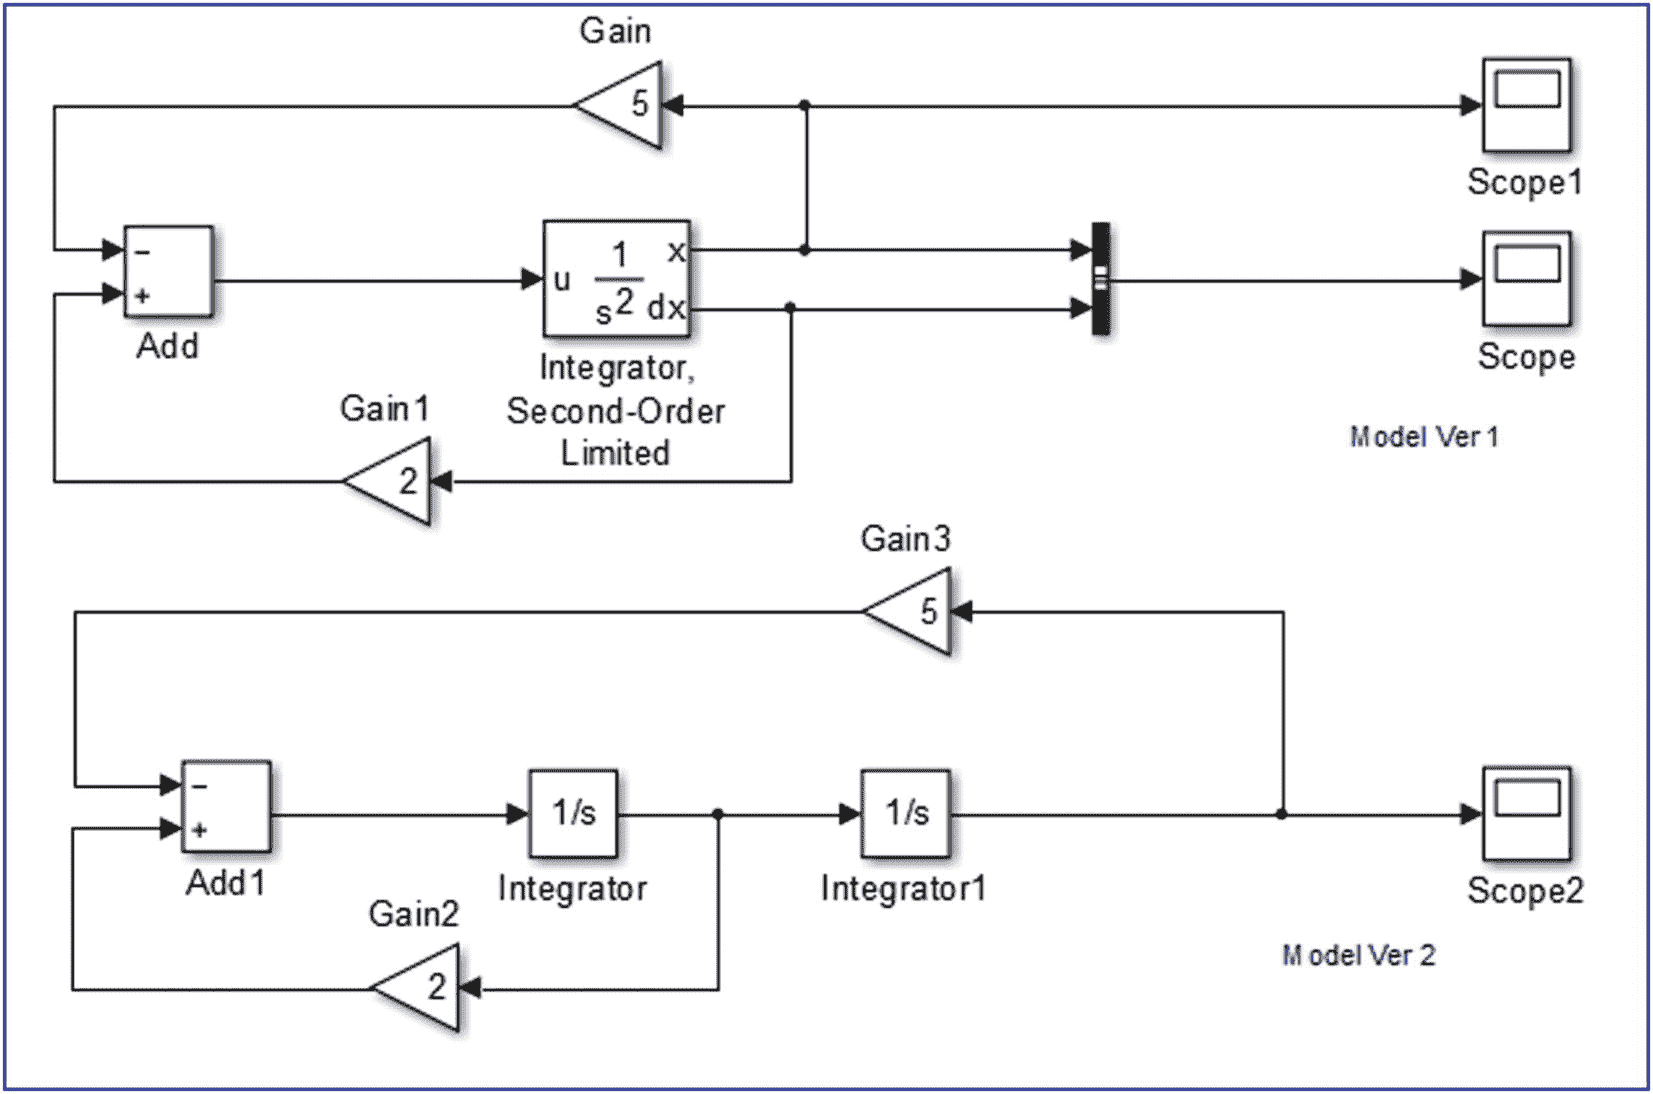 Gain
5
Scope1
−
+
Add
u 1/s² x
dx
Integrator,
Second-Order
Limited
Scope
Gain1
2
Model Ver 1
Gain3
5
−
+
Add1
1/s
Integrator
1/s
Integrator1
Scope2
Gain2
2
Model Ver 2